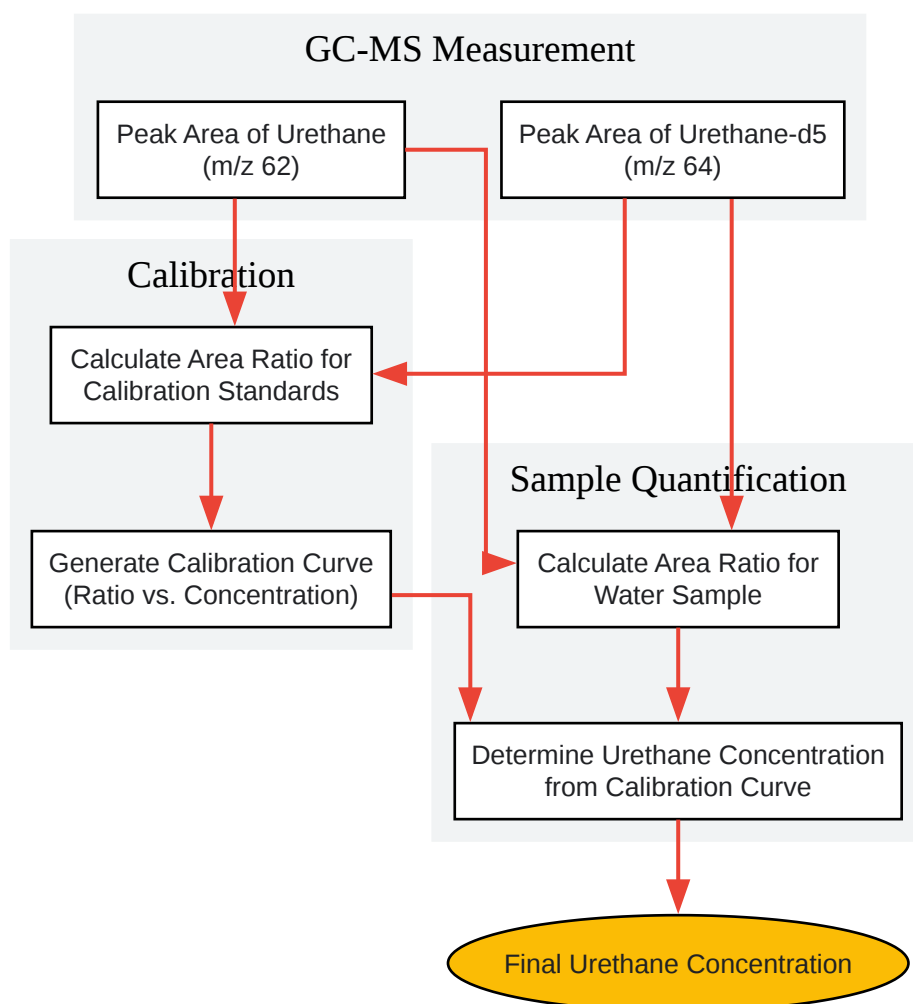 GC-MS Measurement
Peak Area of Urethane
(m/z 62)
Peak Area of Urethane-d5
(m/z 64)
Calibration
Calculate Area Ratio for
Calibration Standards
Generate Calibration Curve
(Ratio vs. Concentration)
Sample Quantification
Calculate Area Ratio for
Water Sample
Determine Urethane Concentration
from Calibration Curve
Final Urethane Concentration